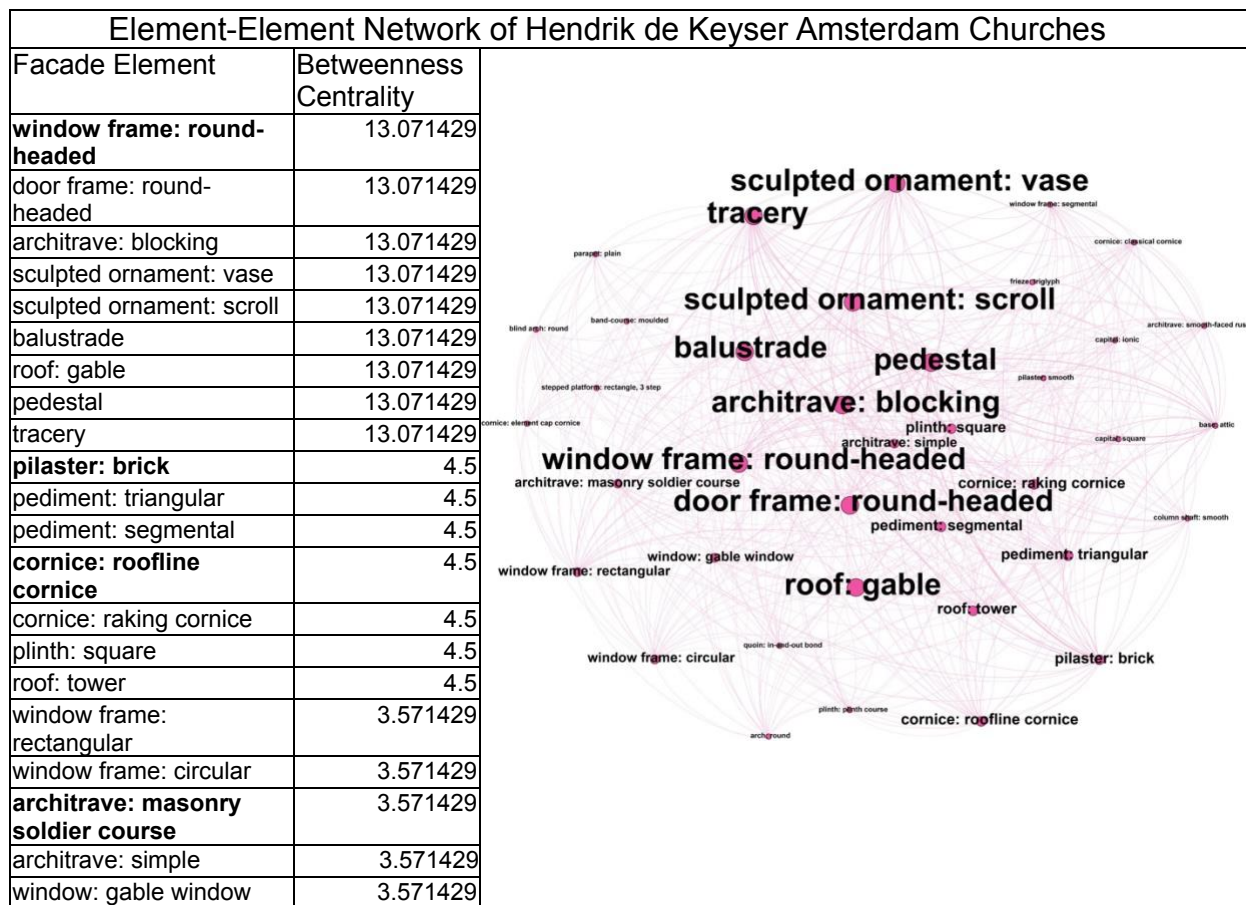 Element-Element Network of Hendrik de Keyser Amsterdam Churches
Facade Element
Betweenness
Centrality
window frame: round-
headed
13.071429
door frame: round-
headed
13.071429
architrave: blocking
13.071429
sculpted ornament: vase
13.071429
sculpted ornament: scroll
13.071429
balustrade
13.071429
roof: gable
13.071429
pedestal
13.071429
tracery
13.071429
pilaster: brick
4.5
pediment: triangular
4.5
pediment: segmental
4.5
cornice: roofline
cornice
4.5
cornice: raking cornice
4.5
plinth: square
4.5
roof: tower
4.5
window frame:
rectangular
3.571429
window frame: circular
3.571429
architrave: masonry
soldier course
3.571429
architrave: simple
3.571429
window: gable window
3.571429
sculpted ornament: vase
window frame: segmental
tracery
cornice: classical cornice
parapet: plain
frieze: triglyph
sculpted ornament: scroll
band-course: moulded
architrave: smooth-faced rus
blind arch: round
capital: ionic
balustrade
pedestal
pilaster: smooth
stepped platform: rectangle, 3 step
architrave: blocking
cornice: element cap cornice
plinth: square
base: attic
architrave: simple
capital: square
window frame: round-headed
architrave: masonry soldier course
cornice: raking cornice
door frame: round-headed
column shaft: smooth
pediment: segmental
window: gable window
pediment: triangular
window frame: rectangular
roof: gable
roof: tower
quoin: in-and-out bond
window frame: circular
pilaster: brick
plinth: plinth course
cornice: roofline cornice
arch: round